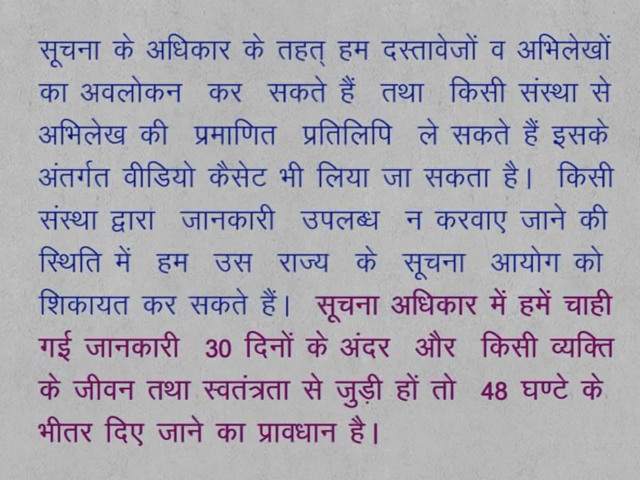 सूचना के अधिकार के तहत् हम दस्तावेजों व अभिलेखों
का अवलोकन कर सकते हैं तथा किसी संस्था से
अभिलेख की प्रमाणित प्रतिलिपि ले सकते हैं इसके
अंतर्गत वीडियो कैसेट भी लिया जा सकता है। किसी
संस्था द्वारा जानकारी उपलब्ध न करवाए जाने की
स्थिति में हम उस राज्य के सूचना आयोग को
शिकायत कर सकते हैं। सूचना अधिकार में हमें चाही
गई जानकारी 30 दिनों के अंदर और किसी व्यक्ति
के जीवन तथा स्वतंत्रता से जुड़ी हों तो 48 घण्टे के
भीतर दिए जाने का प्रावधान है।